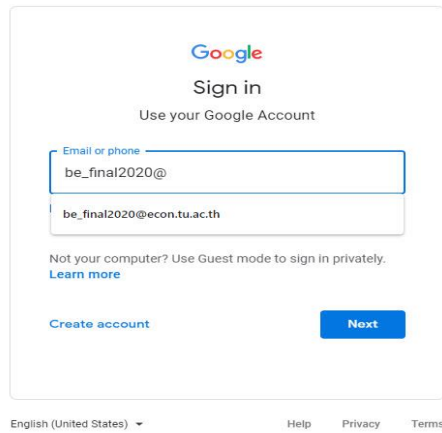 Google
Sign in
Use your Google Account
Email or phone
be_final2020@
be_final2020@econ.tu.ac.th
Not your computer? Use Guest mode to sign in privately.
Learn more
Create account Next
English (United States) Help Privacy Terms